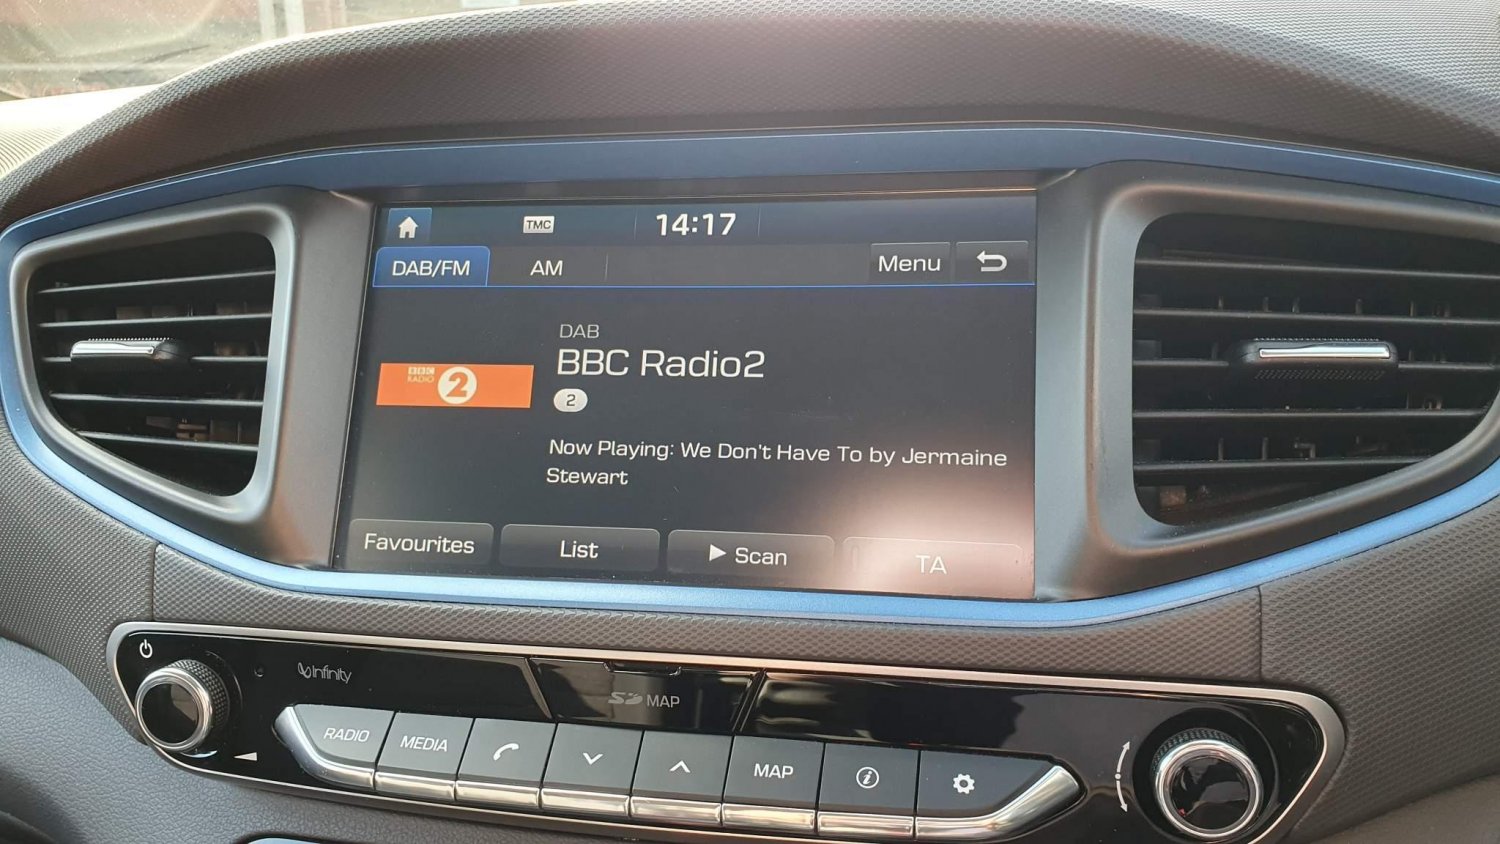 TMC
14:17
DAB/FM
AM
Menu
DAB
BBC Radio2
BBC
RADIO
2
2
Now Playing: We Don't Have To by Jermaine
Stewart
Favourites
List
Scan
TA
Infinity
SD MAP
RADIO
MEDIA
MAP
i